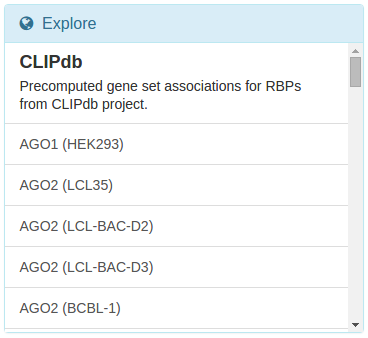 Explore
CLIPdb
Precomputed gene set associations for RBPs
from CLIPdb project.
AGO1 (HEK293)
AGO2 (LCL35)
AGO2 (LCL-BAC-D2)
AGO2 (LCL-BAC-D3)
AGO2 (BCBL-1)